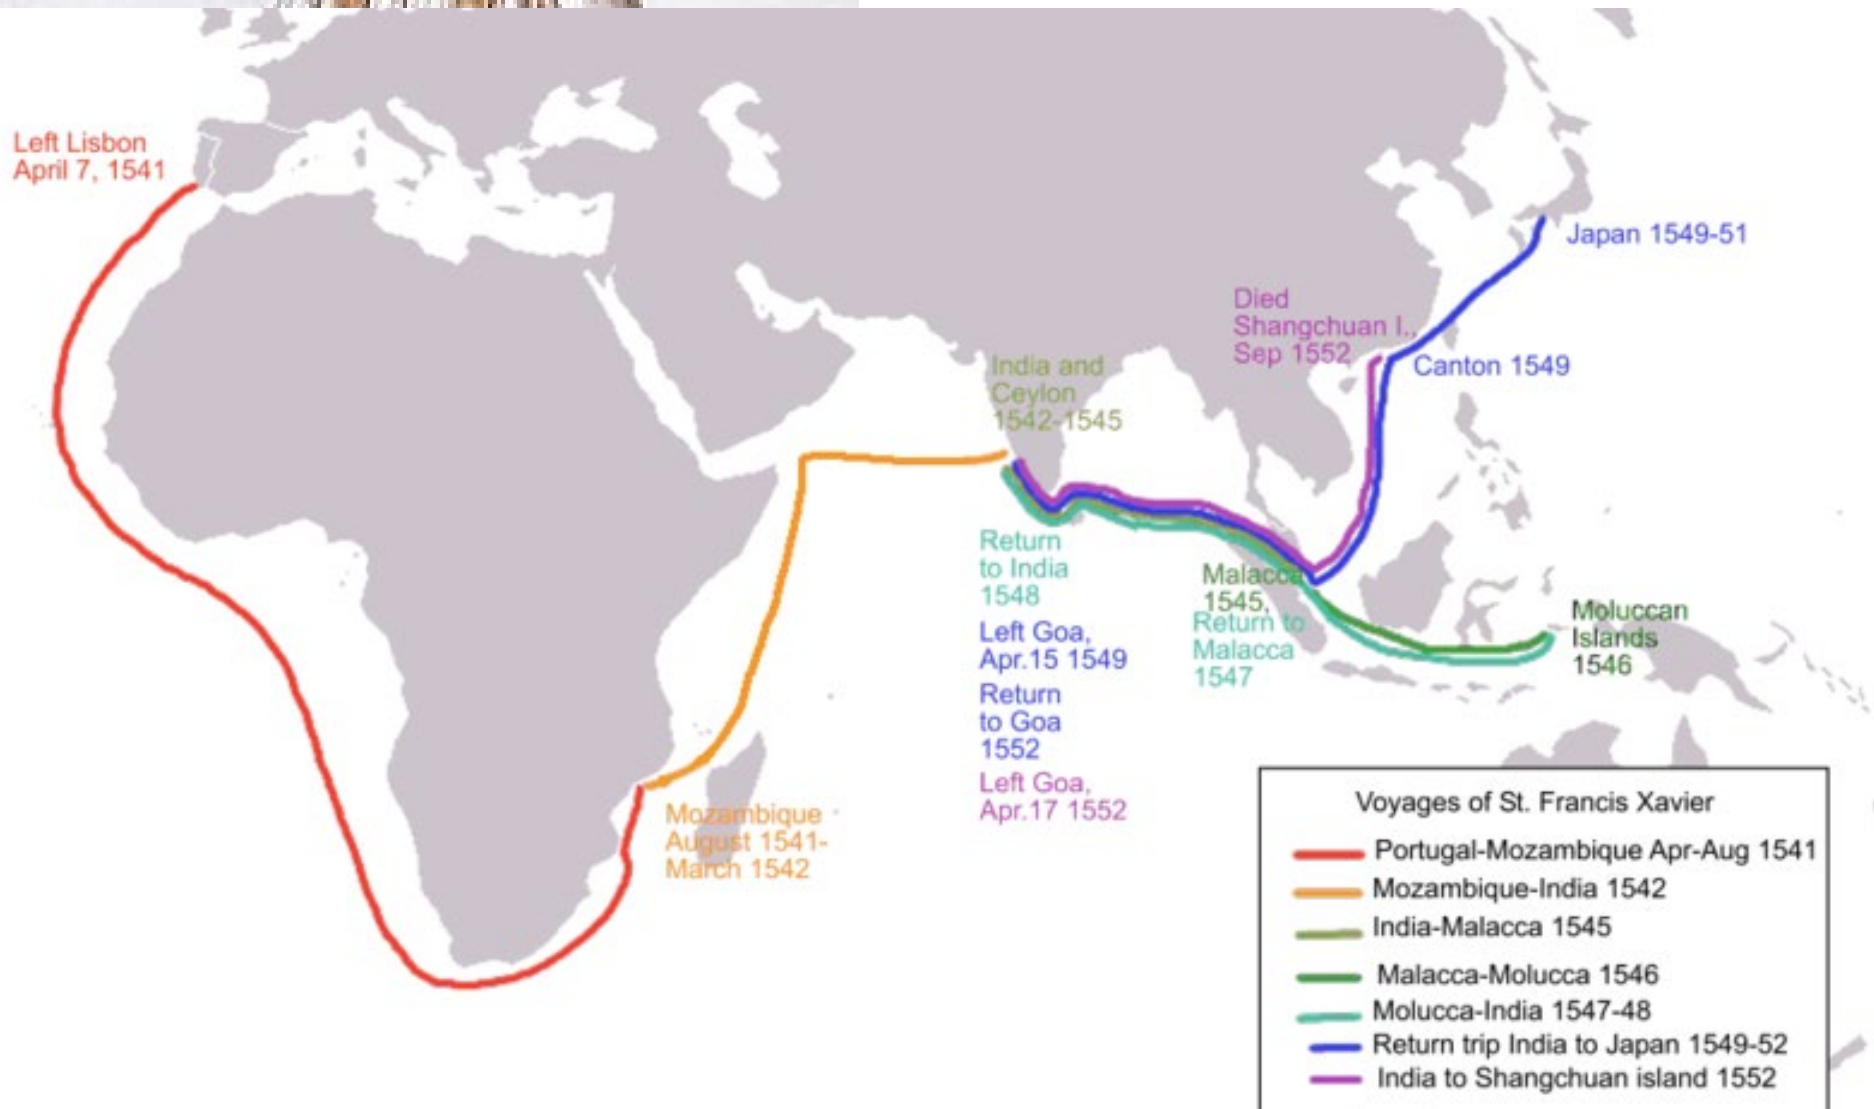 Left Lisbon
April 7, 1541
Japan 1549-51
Died
Shangchuan I.,
Sep 1552
Canton 1549
India and
Ceylon
1542-1545
Return
to India
1548
Left Goa,
Apr.15 1549
Return
to Goa
1552
Left Goa,
Apr.17 1552
Malacca
1545,
Return to
Malacca
1547
Moluccan
Islands
1546
Mozambique
August 1541-
March 1542
Voyages of St. Francis Xavier
Portugal-Mozambique Apr-Aug 1541
Mozambique-India 1542
India-Malacca 1545
Malacca-Molucca 1546
Molucca-India 1547-48
Return trip India to Japan 1549-52
India to Shangchuan island 1552